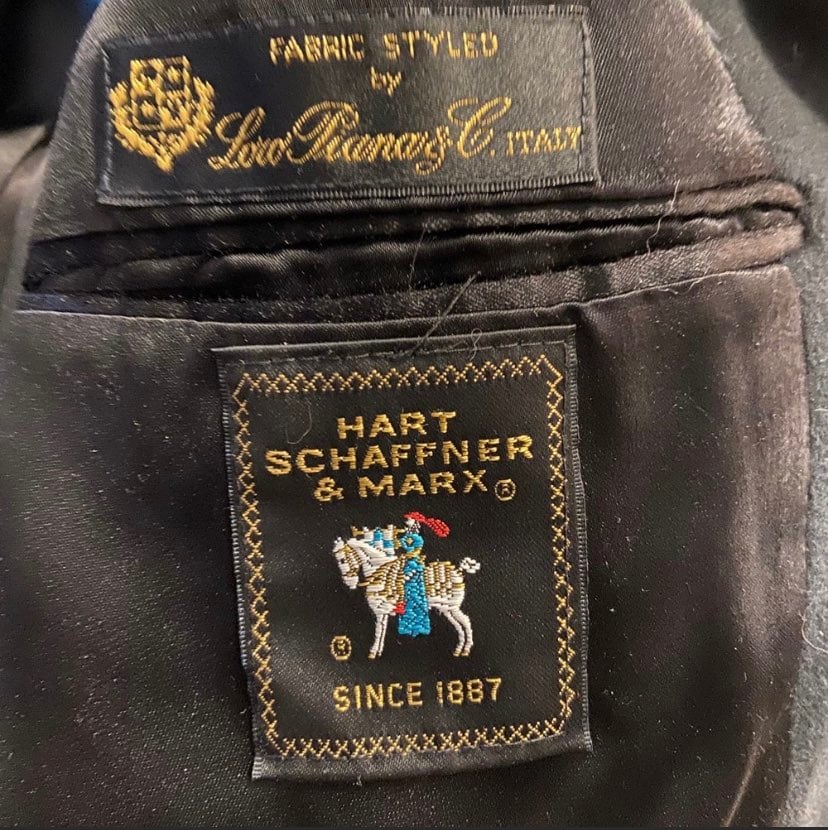 FABRIC STYLED
by
Loro Piana & C. ITALY
HART
SCHAFFNER
& MARX®
®
SINCE 1887